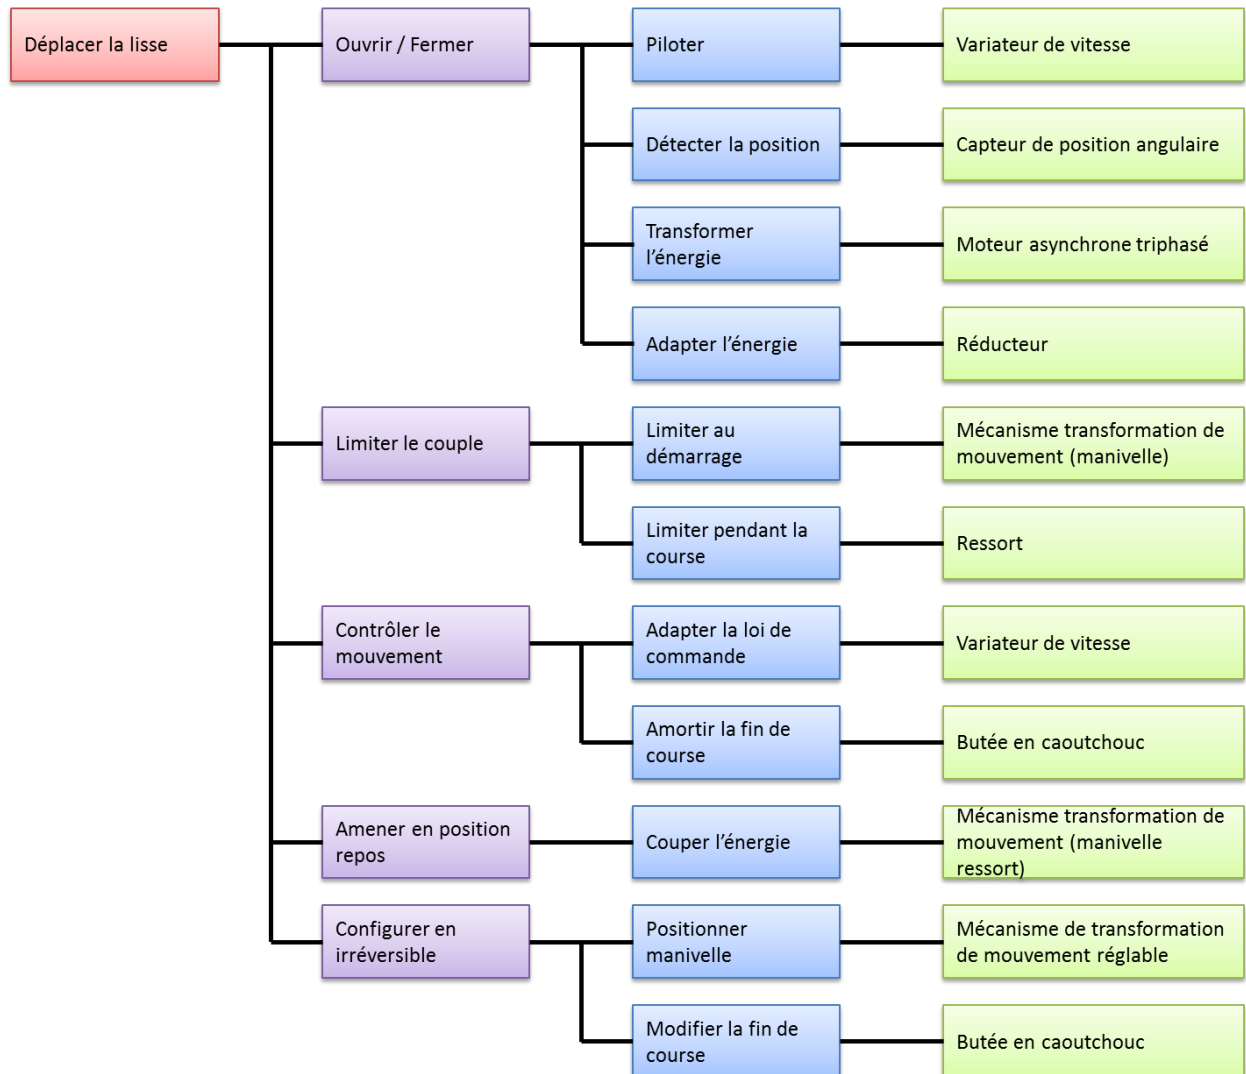 Déplacer la lisse
Ouvrir / Fermer
Piloter
Variateur de vitesse
Détecter la position
Capteur de position angulaire
Transformer
l’énergie
Moteur asynchrone triphasé
Adapter l’énergie
Réducteur
Limiter le couple
Limiter au
démarrage
Mécanisme transformation de
mouvement (manivelle)
Limiter pendant la
course
Ressort
Contrôler le
mouvement
Adapter la loi de
commande
Variateur de vitesse
Amortir la fin de
course
Butée en caoutchouc
Amener en position
repos
Couper l’énergie
Mécanisme transformation de
mouvement (manivelle
ressort)
Configurer en
irréversible
Positionner
manivelle
Mécanisme de transformation
de mouvement réglable
Modifier la fin de
course
Butée en caoutchouc